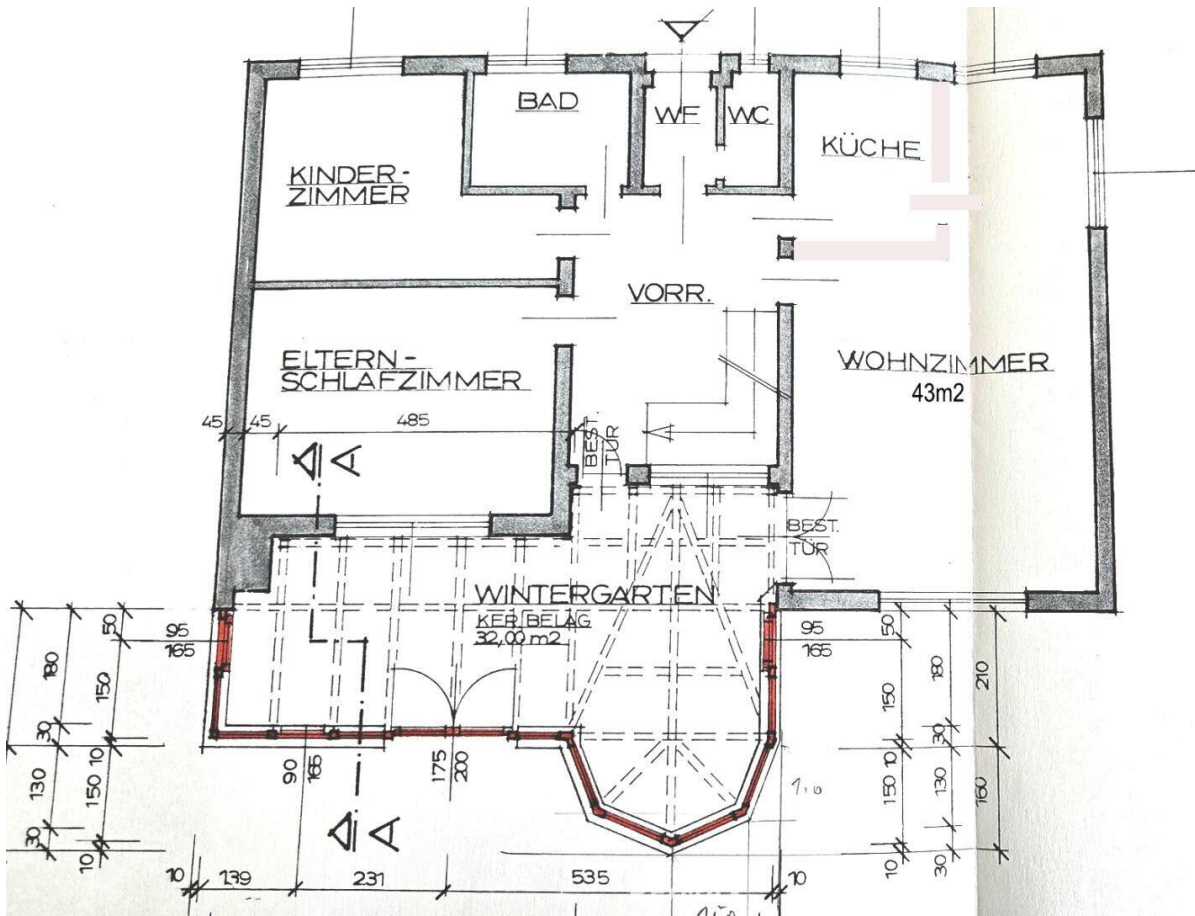 BAD
WF
WC
KÜCHE
KINDER-
ZIMMER
VORR.
ELTERN-
SCHLAFZIMMER
WOHNZIMMER
43m2
45
45
485
BEST.
TÜR
A
A
BEST.
TÜR
WINTERGARTEN
KER. BELAG
32,00 m2
95
165
95
165
180
30
130
30
50
150
10
150
10
50
150
10
150
10
180
30
130
30
210
160
90
165
175
200
A
10
139
231
535
10